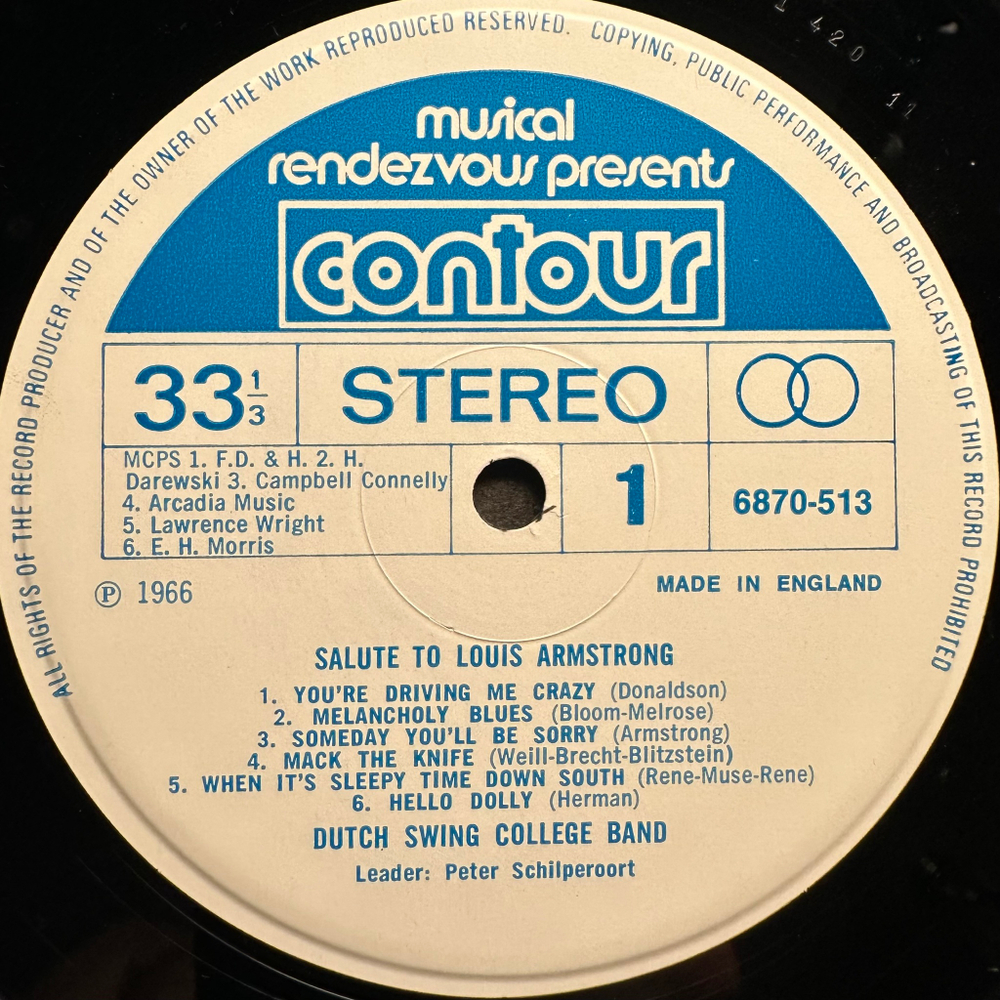 ALL RIGHTS OF THE RECORD PRODUCER AND OF THE OWNER OF THE WORK REPRODUCED RESERVED. COPYING, PUBLIC PERFORMANCE AND BROADCASTING OF THIS RECORD PROHIBITED
1 420 11
musical
rendezvous presents
contour
33 1/3
STEREO
MCPS 1. F.D. & H. 2. H.
Darewski 3. Campbell Connelly
4. Arcadia Music
5. Lawrence Wright
6. E. H. Morris
1
6870-513
℗ 1966
MADE IN ENGLAND
SALUTE TO LOUIS ARMSTRONG
1. YOU'RE DRIVING ME CRAZY (Donaldson)
2. MELANCHOLY BLUES (Bloom-Melrose)
3. SOMEDAY YOU'LL BE SORRY (Armstrong)
4. MACK THE KNIFE (Weill-Brecht-Blitzstein)
5. WHEN IT'S SLEEPY TIME DOWN SOUTH (Rene-Muse-Rene)
6. HELLO DOLLY (Herman)
DUTCH SWING COLLEGE BAND
Leader: Peter Schilperoort